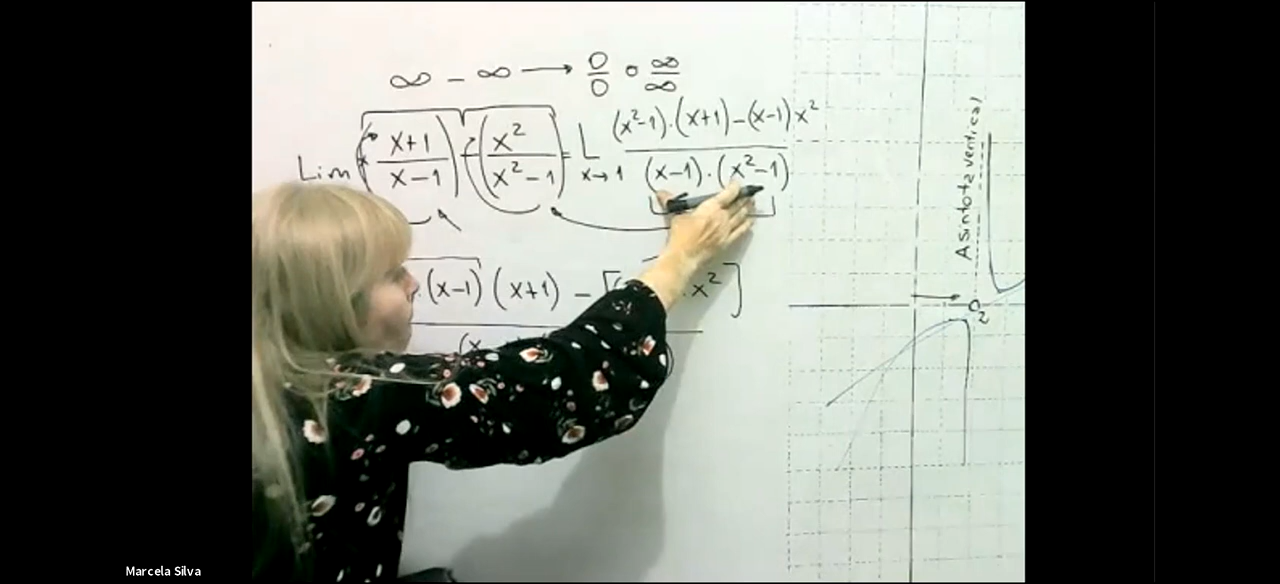 ∞ − ∞ → 0/0 o ∞/∞
Lim (x+1)/(x−1) − (x²/(x²−1)) = L x→1 ((x²−1).(x+1)−(x−1)x²)/((x−1).(x²−1))
.(x−1)(x+1) − [ .x²]
(x
Asintota vertical
2
Marcela Silva